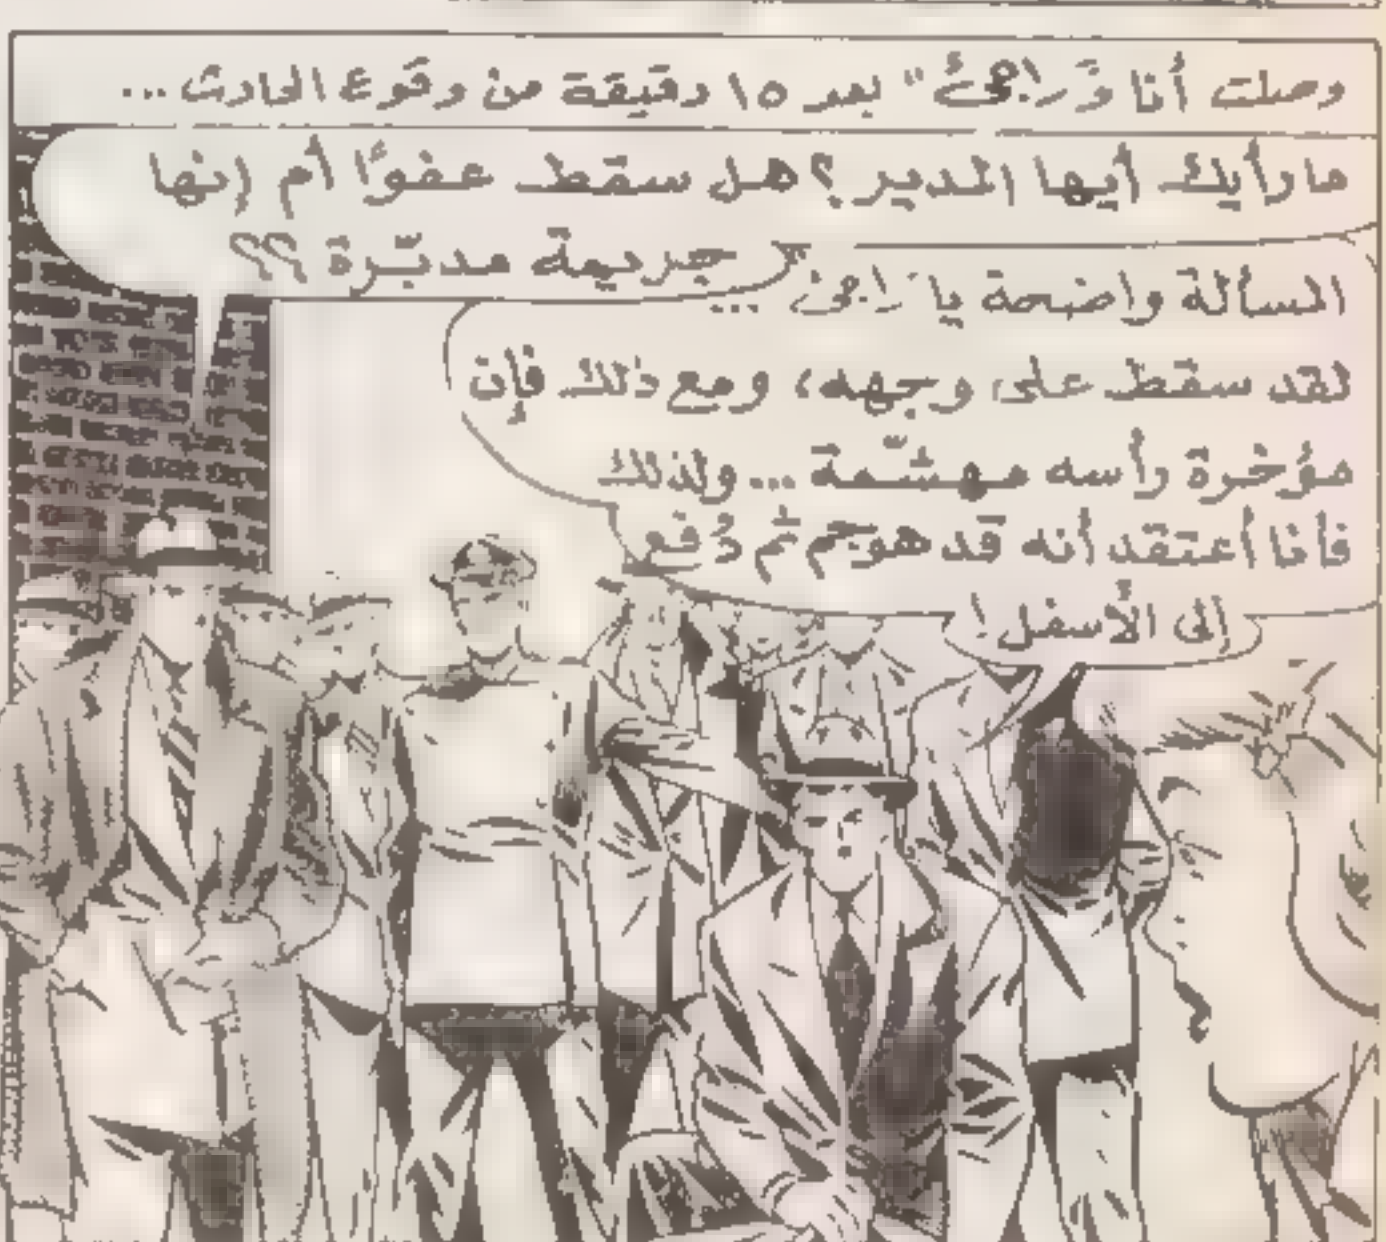 وصلت أنا وَ"راجي" بعد ١٥ دقيقة من وقوع الحادث ...
ما رأيك أيها المدير؟ هل سقط عفوًا أم إنها
جريمة مدبّرة ؟؟
المسألة واضحة يا "راجي" ...
لقد سقط على وجهه، ومع ذلك فإن
مؤخرة رأسه مهشّمة ... ولذلك
فأنا أعتقد أنه قد هوجم ثم دُفع
إلى الأسفل!